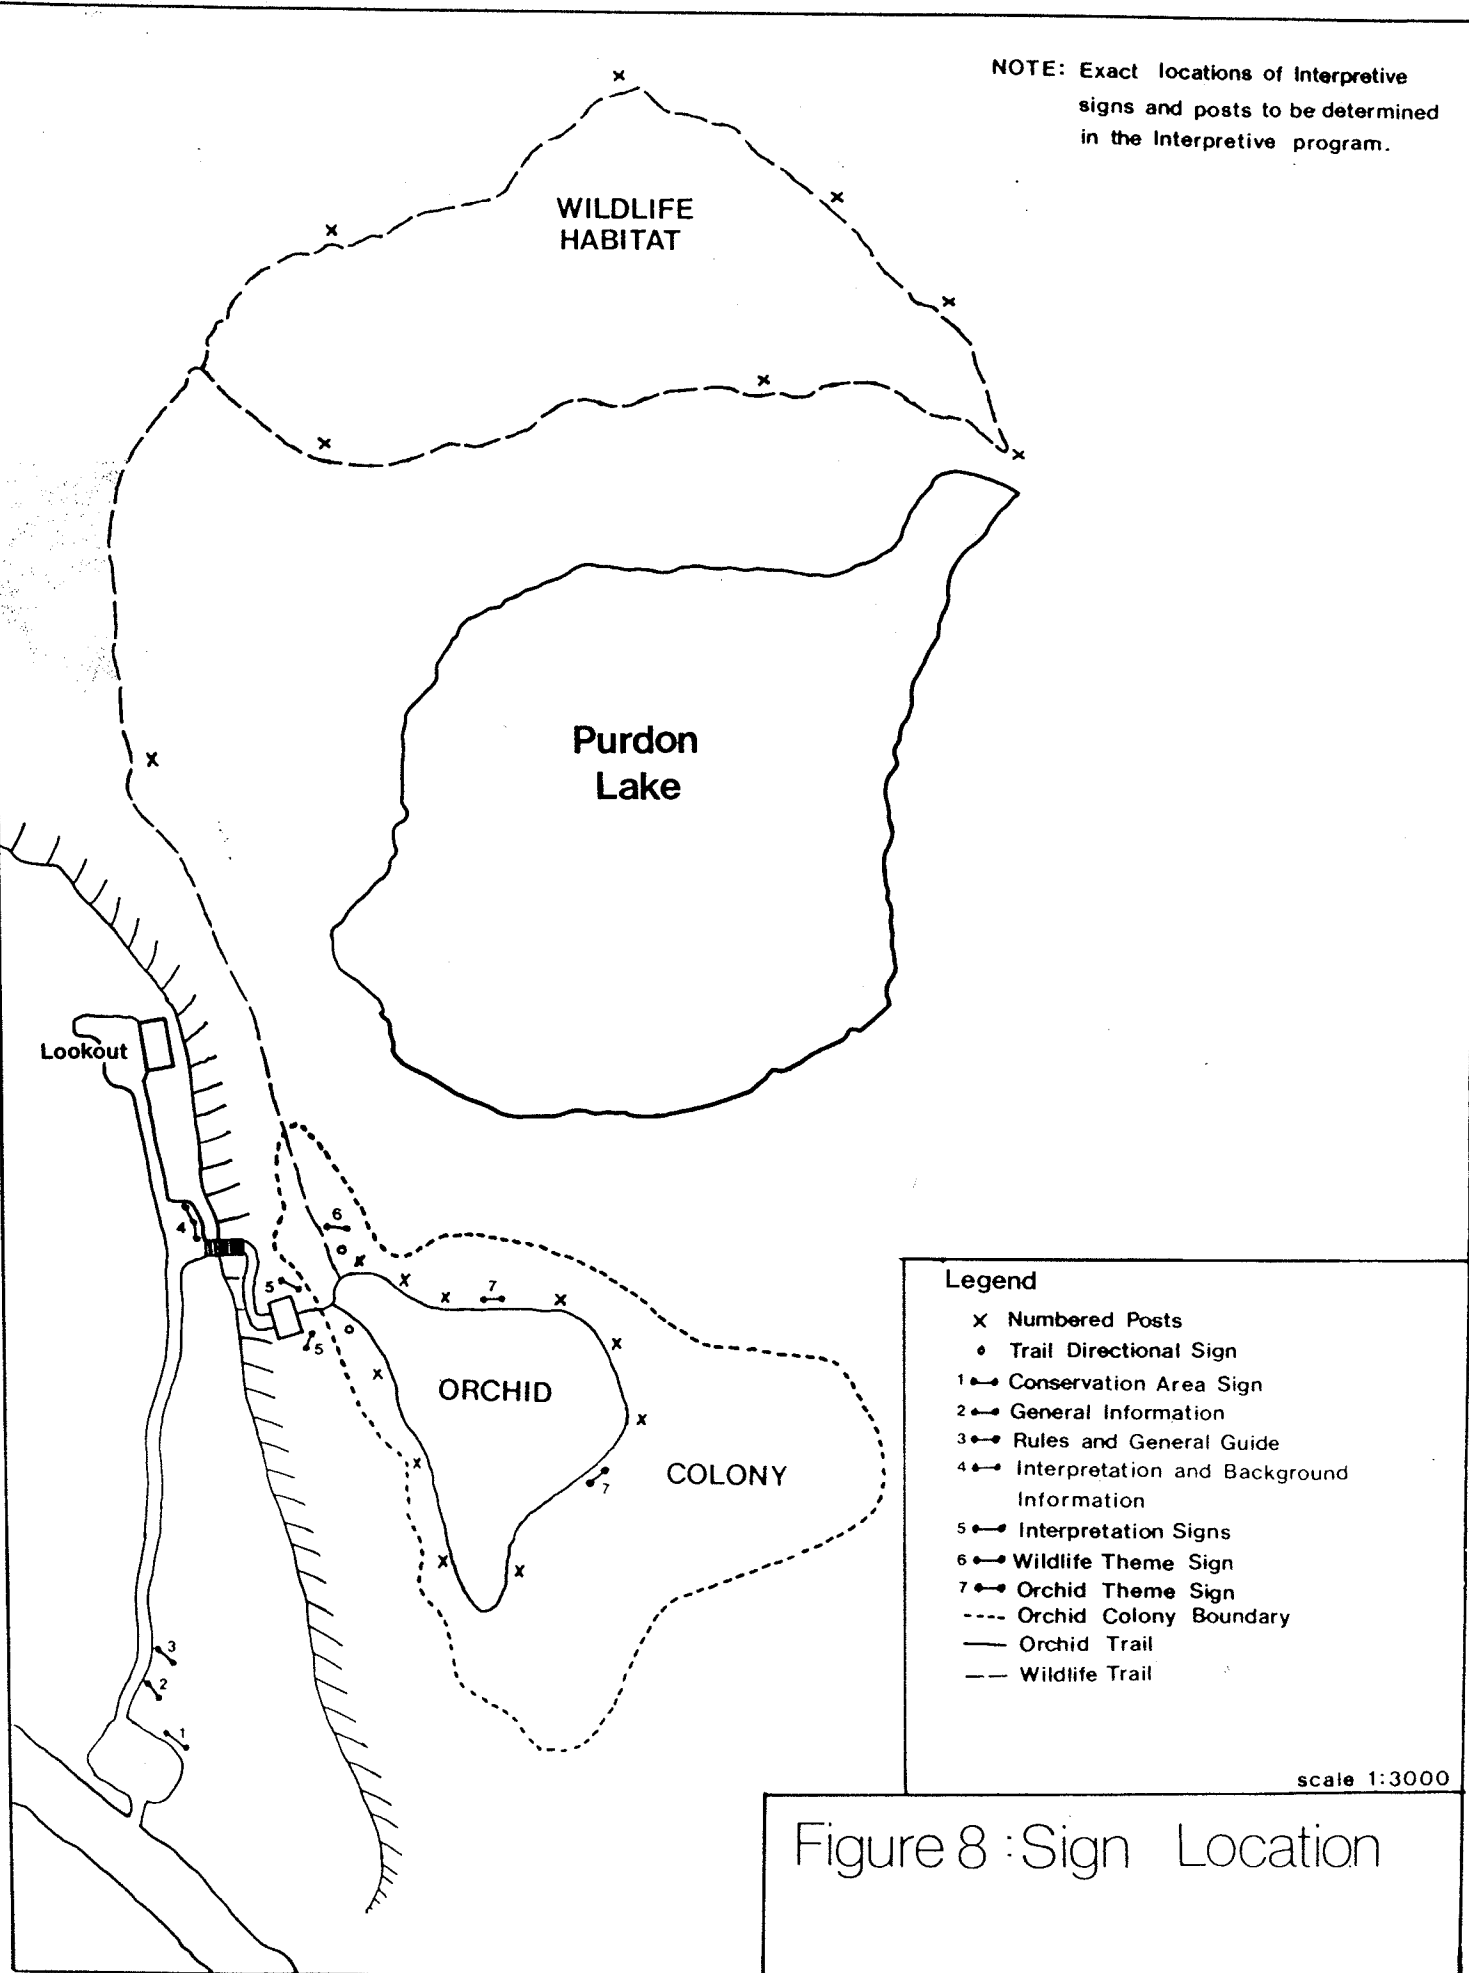 NOTE: Exact locations of Interpretive
signs and posts to be determined
in the Interpretive program.
WILDLIFE
HABITAT
Purdon
Lake
Lookout
4
6
5
7
5
ORCHID
COLONY
7
3
2
1
Legend
x Numbered Posts
Trail Directional Sign
1 Conservation Area Sign
2 General Information
3 Rules and General Guide
4 Interpretation and Background
Information
5 Interpretation Signs
6 Wildlife Theme Sign
7 Orchid Theme Sign
---- Orchid Colony Boundary
Orchid Trail
Wildlife Trail
scale 1:3000
Figure 8 : Sign Location